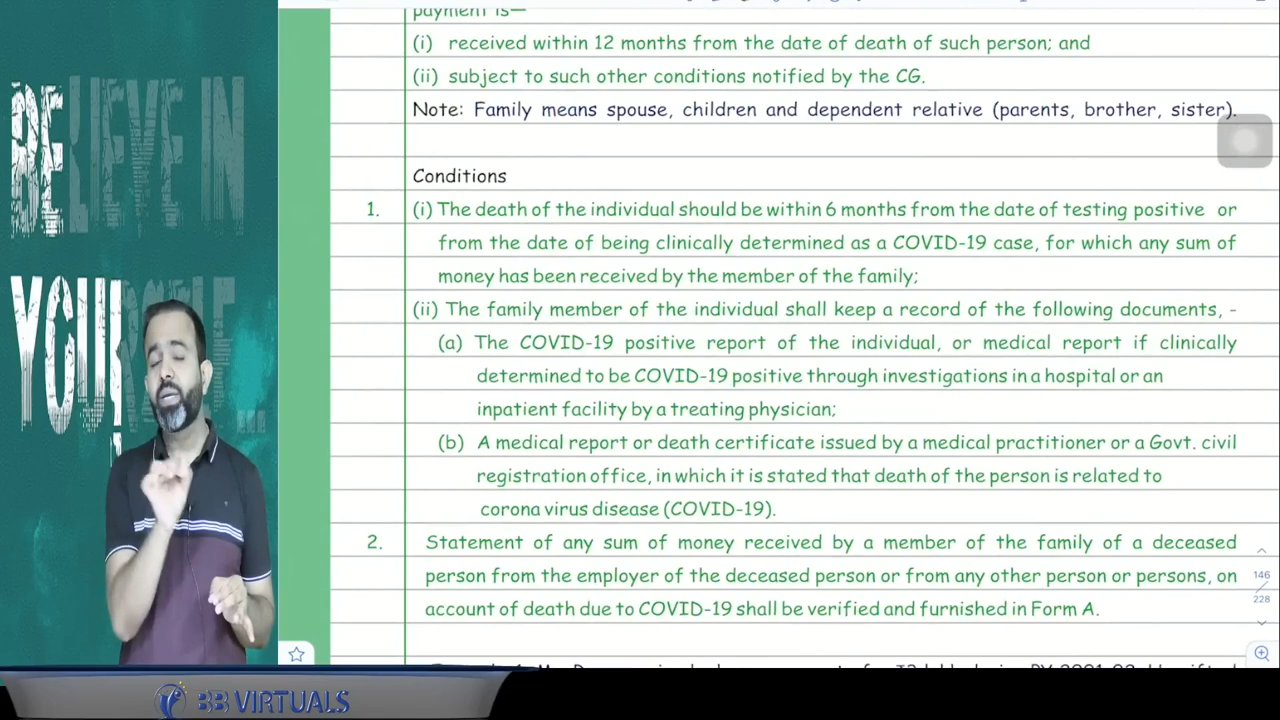 payment is—
(i) received within 12 months from the date of death of such person; and
(ii) subject to such other conditions notified by the CG.
Note: Family means spouse, children and dependent relative (parents, brother, sister).
Conditions
1. (i) The death of the individual should be within 6 months from the date of testing positive or
from the date of being clinically determined as a COVID-19 case, for which any sum of
money has been received by the member of the family;
(ii) The family member of the individual shall keep a record of the following documents, -
(a) The COVID-19 positive report of the individual, or medical report if clinically
determined to be COVID-19 positive through investigations in a hospital or an
inpatient facility by a treating physician;
(b) A medical report or death certificate issued by a medical practitioner or a Govt. civil
registration office, in which it is stated that death of the person is related to
corona virus disease (COVID-19).
2. Statement of any sum of money received by a member of the family of a deceased
person from the employer of the deceased person or from any other person or persons, on
account of death due to COVID-19 shall be verified and furnished in Form A.
146
228
BELIEVE IN
BB VIRTUALS